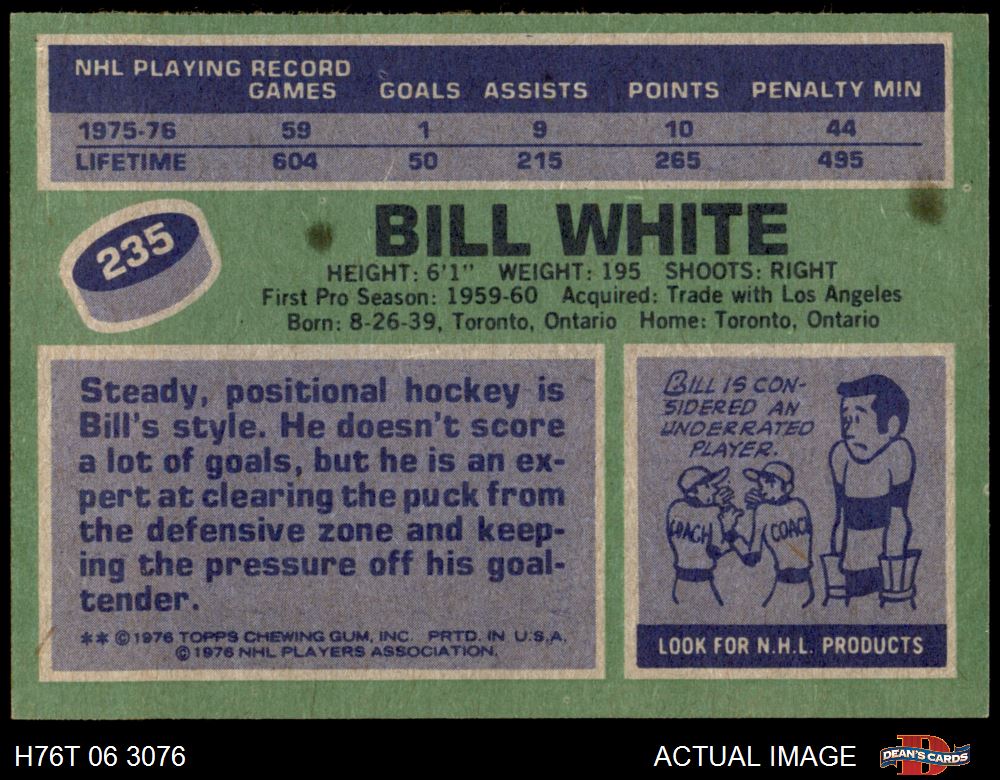 NHL PLAYING RECORD
GAMES GOALS ASSISTS POINTS PENALTY MIN
1975-76 59 1 9 10 44
LIFETIME 604 50 215 265 495
235
BILL WHITE
HEIGHT: 6'1" WEIGHT: 195 SHOOTS: RIGHT
First Pro Season: 1959-60 Acquired: Trade with Los Angeles
Born: 8-26-39, Toronto, Ontario Home: Toronto, Ontario
Steady, positional hockey is
Bill's style. He doesn't score
a lot of goals, but he is an ex-
pert at clearing the puck from
the defensive zone and keep-
ing the pressure off his goal-
tender.
** ©1976 TOPPS CHEWING GUM, INC. PRTD. IN U.S.A.
©1976 NHL PLAYERS ASSOCIATION.
BILL IS CON-
SIDERED AN
UNDERRATED
PLAYER.
COACH COACH
LOOK FOR N.H.L. PRODUCTS
H76T 06 3076 ACTUAL IMAGE DEAN'S CARDS